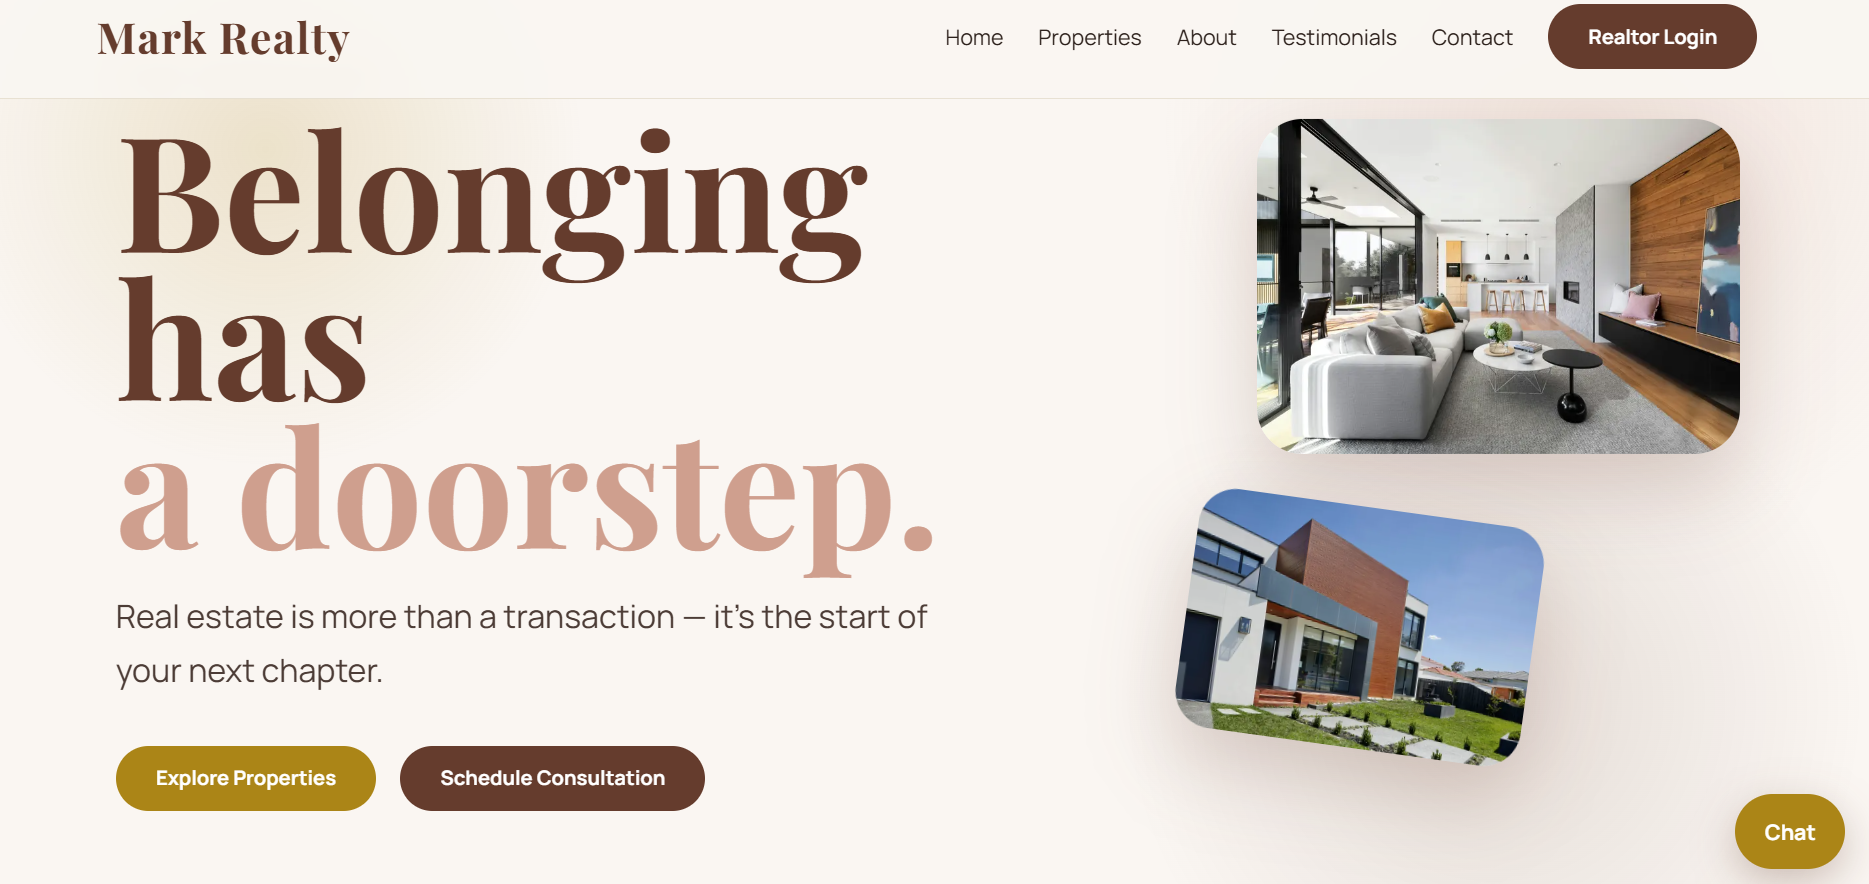 Mark Realty
Home Properties About Testimonials Contact Realtor Login
Belonging
has
a doorstep.
Real estate is more than a transaction — it's the start of
your next chapter.
Explore Properties Schedule Consultation
Chat